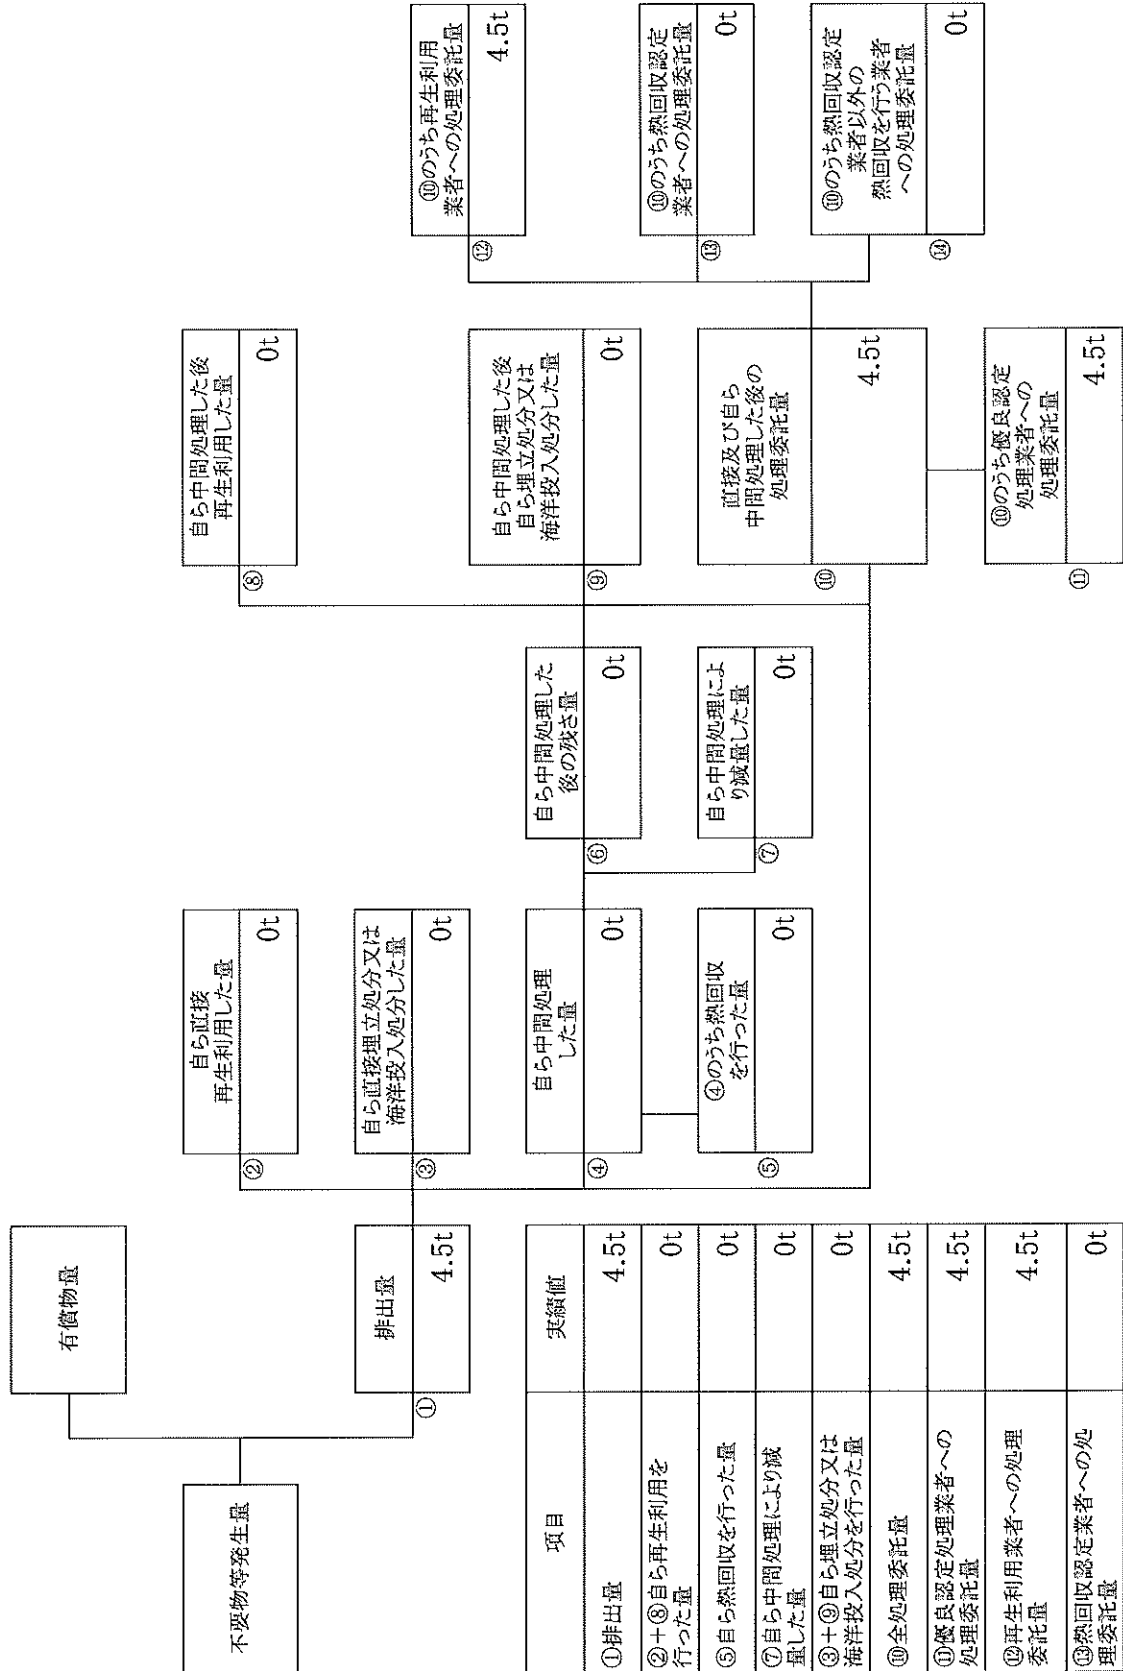 不要物等発生量
有償物量
①
排出量
4.5t
②
自ら直接
再生利用した量
0t
③
自ら直接埋立処分又は
海洋投入処分した量
0t
④
自ら中間処理
した量
0t
⑤
④のうち熱回収
を行った量
0t
⑥
自ら中間処理した
後の残さ量
0t
⑦
自ら中間処理によ
り減量した量
0t
⑧
自ら中間処理した後
再生利用した量
0t
⑨
自ら中間処理した後
自ら埋立処分又は
海洋投入処分した量
0t
⑩
直接及び自ら
中間処理した後の
処理委託量
4.5t
⑪
⑩のうち優良認定
処理業者への
処理委託量
4.5t
⑫
⑩のうち再生利用
業者への処理委託量
4.5t
⑬
⑩のうち熱回収認定
業者への処理委託量
0t
⑭
⑩のうち熱回収認定
業者以外の
熱回収を行う業者
への処理委託量
0t
項目 実績値
①排出量 4.5t
②+⑧自ら再生利用を
行った量 0t
⑤自ら熱回収を行った量 0t
⑦自ら中間処理により減
量した量 0t
③+⑨自ら埋立処分又は
海洋投入処分を行った量 0t
⑩全処理委託量 4.5t
⑪優良認定処理業者への
処理委託量 4.5t
⑫再生利用業者への処理
委託量 4.5t
⑬熱回収認定業者への処
理委託量 0t